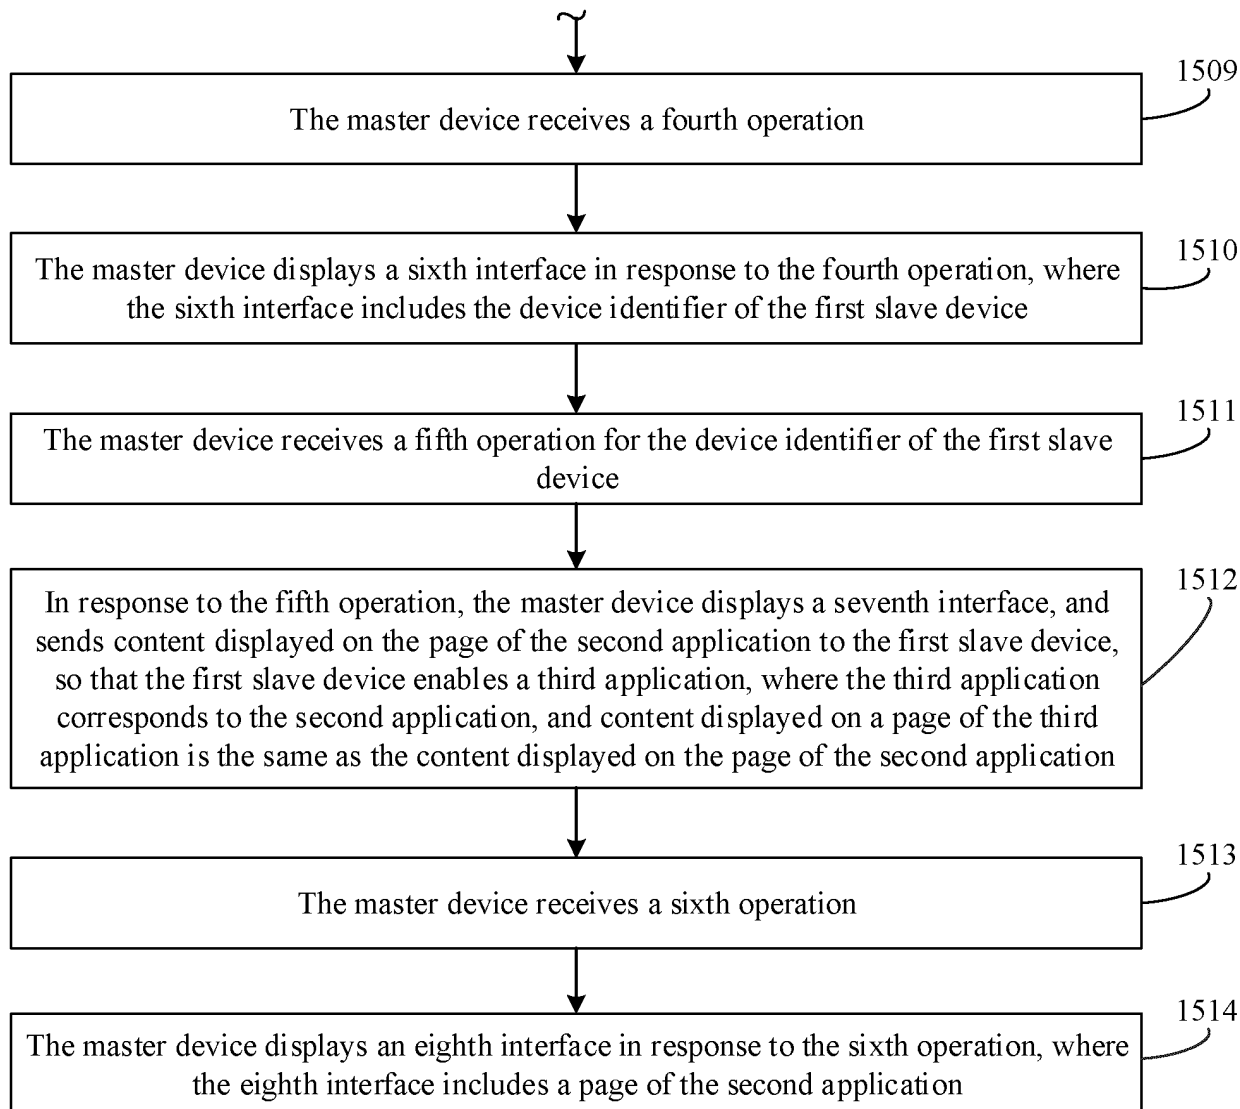 1509
The master device receives a fourth operation
1510
The master device displays a sixth interface in response to the fourth operation, where
the sixth interface includes the device identifier of the first slave device
1511
The master device receives a fifth operation for the device identifier of the first slave
device
1512
In response to the fifth operation, the master device displays a seventh interface, and
sends content displayed on the page of the second application to the first slave device,
so that the first slave device enables a third application, where the third application
corresponds to the second application, and content displayed on a page of the third
application is the same as the content displayed on the page of the second application
1513
The master device receives a sixth operation
1514
The master device displays an eighth interface in response to the sixth operation, where
the eighth interface includes a page of the second application